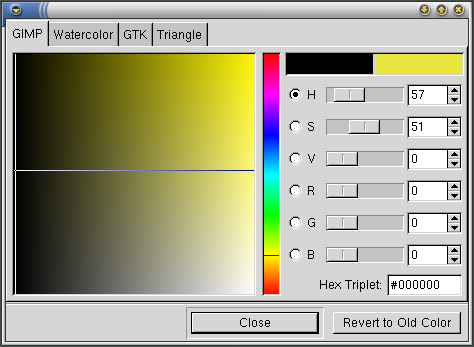 GIMP Watercolor GTK Triangle
H 57
S 51
V 0
R 0
G 0
B 0
Hex Triplet: #000000
Close Revert to Old Color